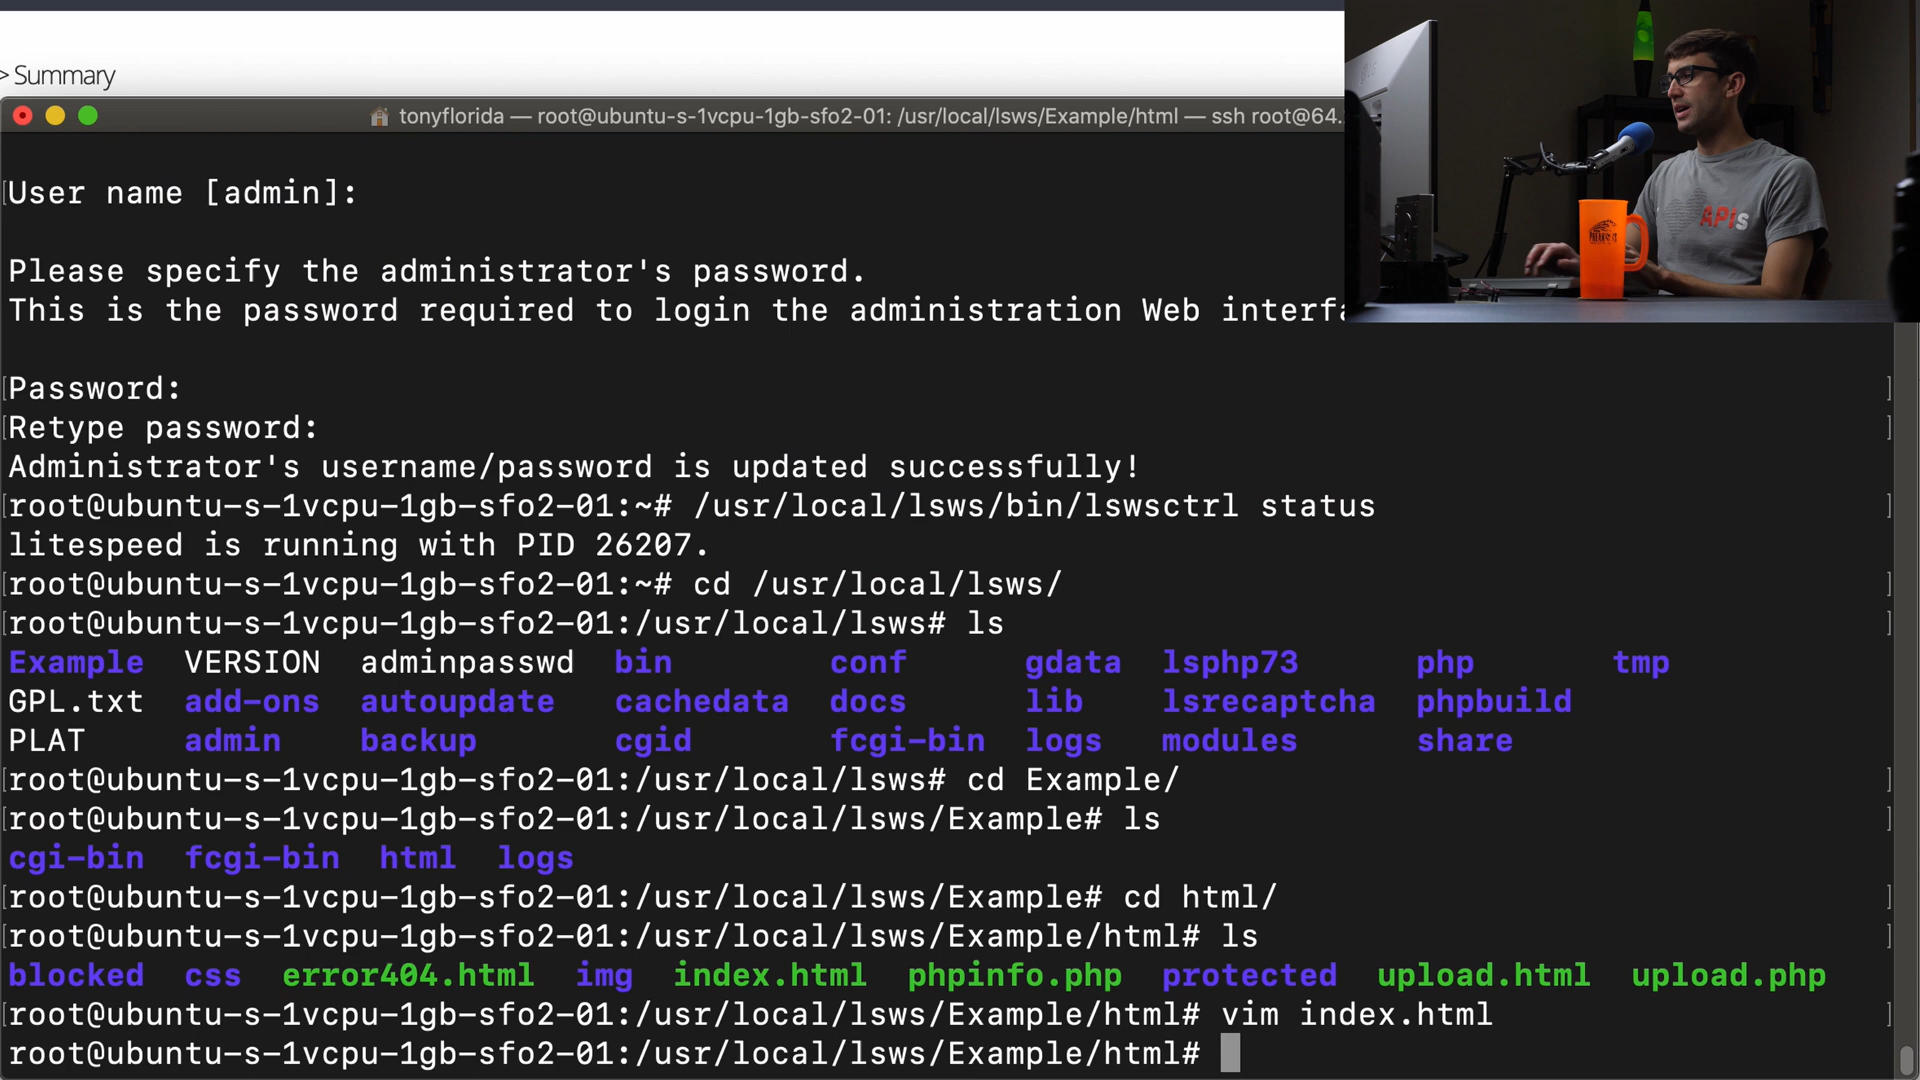 > Summary
tonyflorida — root@ubuntu-s-1vcpu-1gb-sfo2-01: /usr/local/lsws/Example/html — ssh root@64.
User name [admin]:
Please specify the administrator's password.
This is the password required to login the administration Web interfa
Password:
Retype password:
Administrator's username/password is updated successfully!
root@ubuntu-s-1vcpu-1gb-sfo2-01:~# /usr/local/lsws/bin/lswsctrl status
litespeed is running with PID 26207.
root@ubuntu-s-1vcpu-1gb-sfo2-01:~# cd /usr/local/lsws/
root@ubuntu-s-1vcpu-1gb-sfo2-01:/usr/local/lsws# ls
Example VERSION adminpasswd bin conf gdata lsphp73 php tmp
GPL.txt add-ons autoupdate cachedata docs lib lsrecaptcha phpbuild
PLAT admin backup cgid fcgi-bin logs modules share
root@ubuntu-s-1vcpu-1gb-sfo2-01:/usr/local/lsws# cd Example/
root@ubuntu-s-1vcpu-1gb-sfo2-01:/usr/local/lsws/Example# ls
cgi-bin fcgi-bin html logs
root@ubuntu-s-1vcpu-1gb-sfo2-01:/usr/local/lsws/Example# cd html/
root@ubuntu-s-1vcpu-1gb-sfo2-01:/usr/local/lsws/Example/html# ls
blocked css error404.html img index.html phpinfo.php protected upload.html upload.php
root@ubuntu-s-1vcpu-1gb-sfo2-01:/usr/local/lsws/Example/html# vim index.html
root@ubuntu-s-1vcpu-1gb-sfo2-01:/usr/local/lsws/Example/html#
APIs